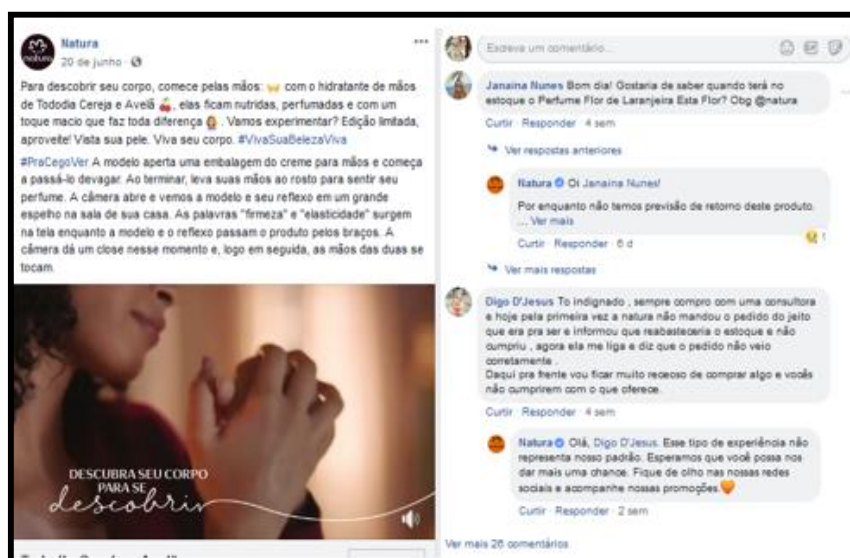 natura
Natura
20 de junho
Para descobrir seu corpo, comece pelas mãos: com o hidratante de mãos
de Tododia Cereja e Avelã, elas ficam nutridas, perfumadas e com um
toque macio que faz toda diferença. Vamos experimentar? Edição limitada,
aproveite! Vista sua pele. Viva seu corpo. #VivaSuaBelezaViva
#PraCegoVer A modelo aperta uma embalagem do creme para mãos e começa
a passá-lo devagar. Ao terminar, leva suas mãos ao rosto para sentir seu
perfume. A câmera abre e vemos a modelo e seu reflexo em um grande
espelho na sala de sua casa. As palavras "firmeza" e "elasticidade" surgem
na tela enquanto a modelo e o reflexo passam o produto pelos braços. A
câmera dá um close nesse momento e, logo em seguida, as mãos das duas se
tocam.
DESCUBRA SEU CORPO
PARA SE
descobrir
Escreva um comentário...
GIF
Janaina Nunes Bom dia! Gostaria de saber quando terá no
estoque o Perfume Flor de Laranjeira Esta Flor? Obg @natura
Curtir · Responder · 4 sem
Ver respostas anteriores
Natura Oi Janaina Nunes!
Por enquanto não temos previsão de retorno deste produto.
... Ver mais
1
Curtir · Responder · 6 d
Ver mais respostas
Digo D'Jesus To indignado , sempre compro com uma consultora
e hoje pela primeira vez a natura não mandou o pedido do jeito
que era pra ser e informou que reabasteceria o estoque e não
cumpriu , agora ela me liga e diz que o pedido não veio
corretamente .
Daqui pra frente vou ficar muito receoso de comprar algo e vocês
não cumprirem com o que oferece.
Curtir · Responder · 4 sem
Natura Olá, Digo D'Jesus. Esse tipo de experiência não
representa nosso padrão. Esperamos que você possa nos
dar mais uma chance. Fique de olho nas nossas redes
sociais e acompanhe nossas promoções.
Curtir · Responder · 2 sem
Ver mais 26 comentários